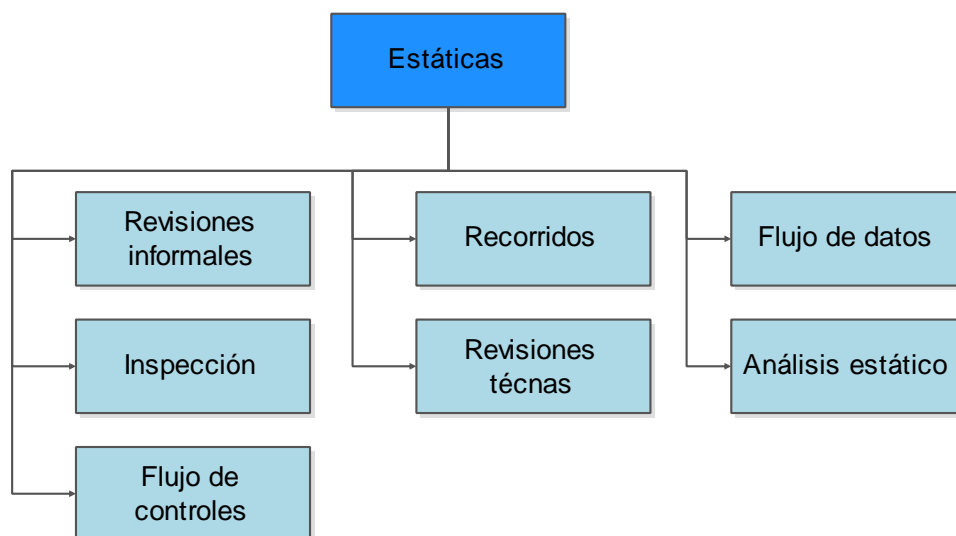 Estáticas
Revisiones
informales
Recorridos
Flujo de datos
Inspección
Revisiones
técnas
Análisis estático
Flujo de
controles